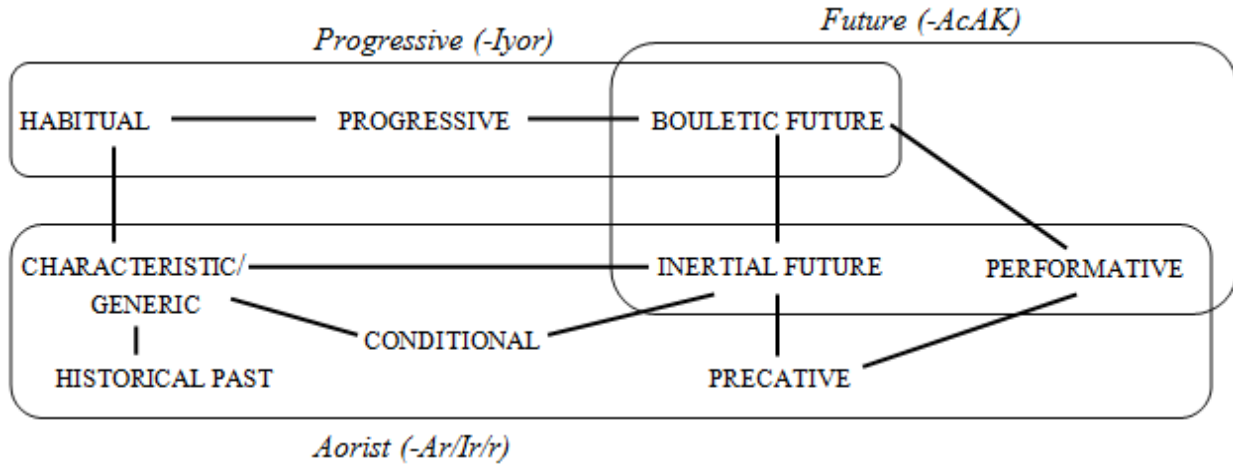 Future (-AcAK)
Progressive (-Iyor)
HABITUAL PROGRESSIVE BOULETIC FUTURE
CHARACTERISTIC/ INERTIAL FUTURE PERFORMATIVE
GENERIC
CONDITIONAL
HISTORICAL PAST PRECATIVE
Aorist (-Ar/Ir/r)